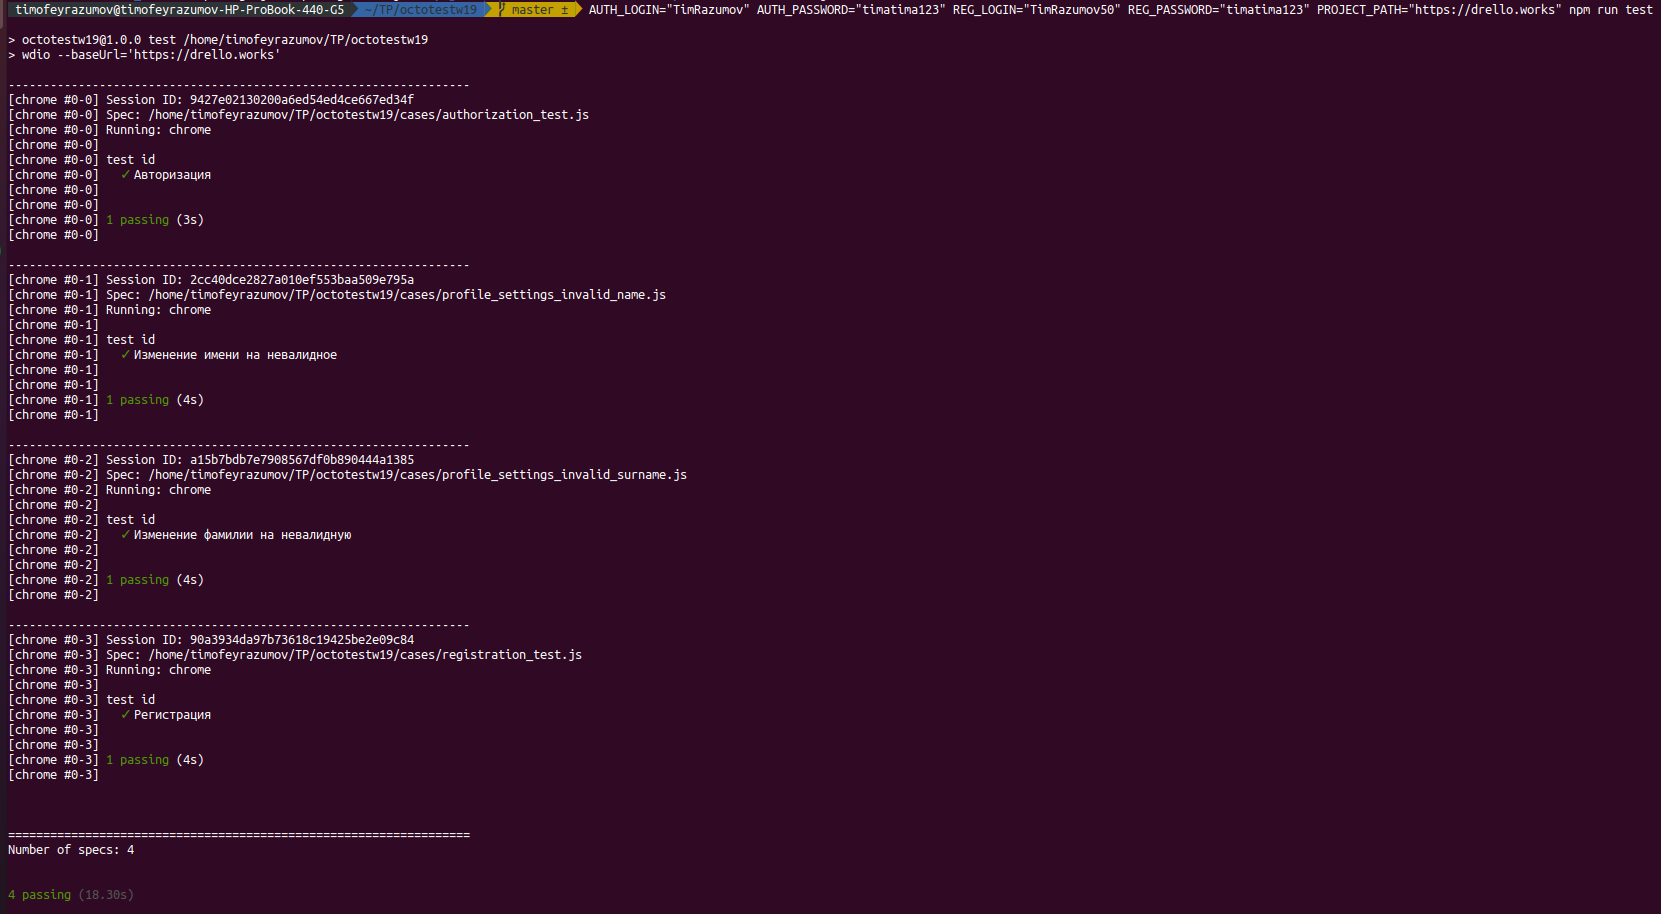 timofeyrazumov@timofeyrazumov-HP-ProBook-440-G5 ~/TP/octotestw19 master ± AUTH_LOGIN="TimRazumov" AUTH_PASSWORD="timatima123" REG_LOGIN="TimRazumov50" REG_PASSWORD="timatima123" PROJECT_PATH="https://drello.works" npm run test
> octotestw19@1.0.0 test /home/timofeyrazumov/TP/octotestw19
> wdio --baseUrl='https://drello.works'
------------------------------------------------------------------
[chrome #0-0] Session ID: 9427e02130200a6ed54ed4ce667ed34f
[chrome #0-0] Spec: /home/timofeyrazumov/TP/octotestw19/cases/authorization_test.js
[chrome #0-0] Running: chrome
[chrome #0-0]
[chrome #0-0] test id
[chrome #0-0] ✓ Авторизация
[chrome #0-0]
[chrome #0-0]
[chrome #0-0] 1 passing (3s)
[chrome #0-0]
------------------------------------------------------------------
[chrome #0-1] Session ID: 2cc40dce2827a010ef553baa509e795a
[chrome #0-1] Spec: /home/timofeyrazumov/TP/octotestw19/cases/profile_settings_invalid_name.js
[chrome #0-1] Running: chrome
[chrome #0-1]
[chrome #0-1] test id
[chrome #0-1] ✓ Изменение имени на невалидное
[chrome #0-1]
[chrome #0-1]
[chrome #0-1] 1 passing (4s)
[chrome #0-1]
------------------------------------------------------------------
[chrome #0-2] Session ID: a15b7bdb7e7908567df0b890444a1385
[chrome #0-2] Spec: /home/timofeyrazumov/TP/octotestw19/cases/profile_settings_invalid_surname.js
[chrome #0-2] Running: chrome
[chrome #0-2]
[chrome #0-2] test id
[chrome #0-2] ✓ Изменение фамилии на невалидную
[chrome #0-2]
[chrome #0-2]
[chrome #0-2] 1 passing (4s)
[chrome #0-2]
------------------------------------------------------------------
[chrome #0-3] Session ID: 90a3934da97b73618c19425be2e09c84
[chrome #0-3] Spec: /home/timofeyrazumov/TP/octotestw19/cases/registration_test.js
[chrome #0-3] Running: chrome
[chrome #0-3]
[chrome #0-3] test id
[chrome #0-3] ✓ Регистрация
[chrome #0-3]
[chrome #0-3]
[chrome #0-3] 1 passing (4s)
[chrome #0-3]
==================================================================
Number of specs: 4
4 passing (18.30s)